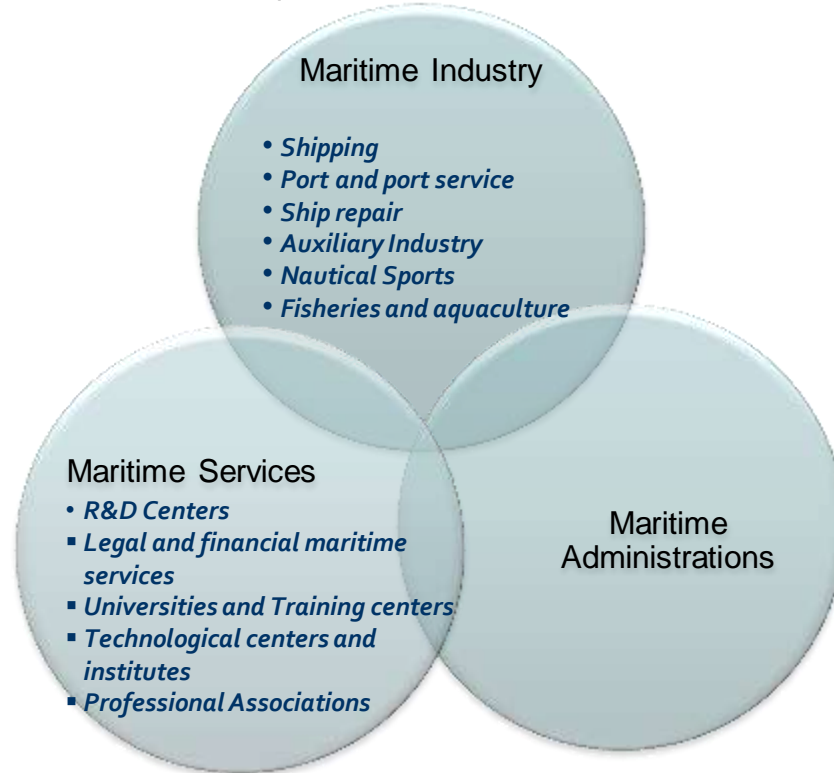 Maritime Industry
• Shipping
• Port and port service
• Ship repair
• Auxiliary Industry
• Nautical Sports
• Fisheries and aquaculture
Maritime Services
• R&D Centers
▪ Legal and financial maritime
services
▪ Universities and Training centers
▪ Technological centers and
institutes
▪ Professional Associations
Maritime
Administrations